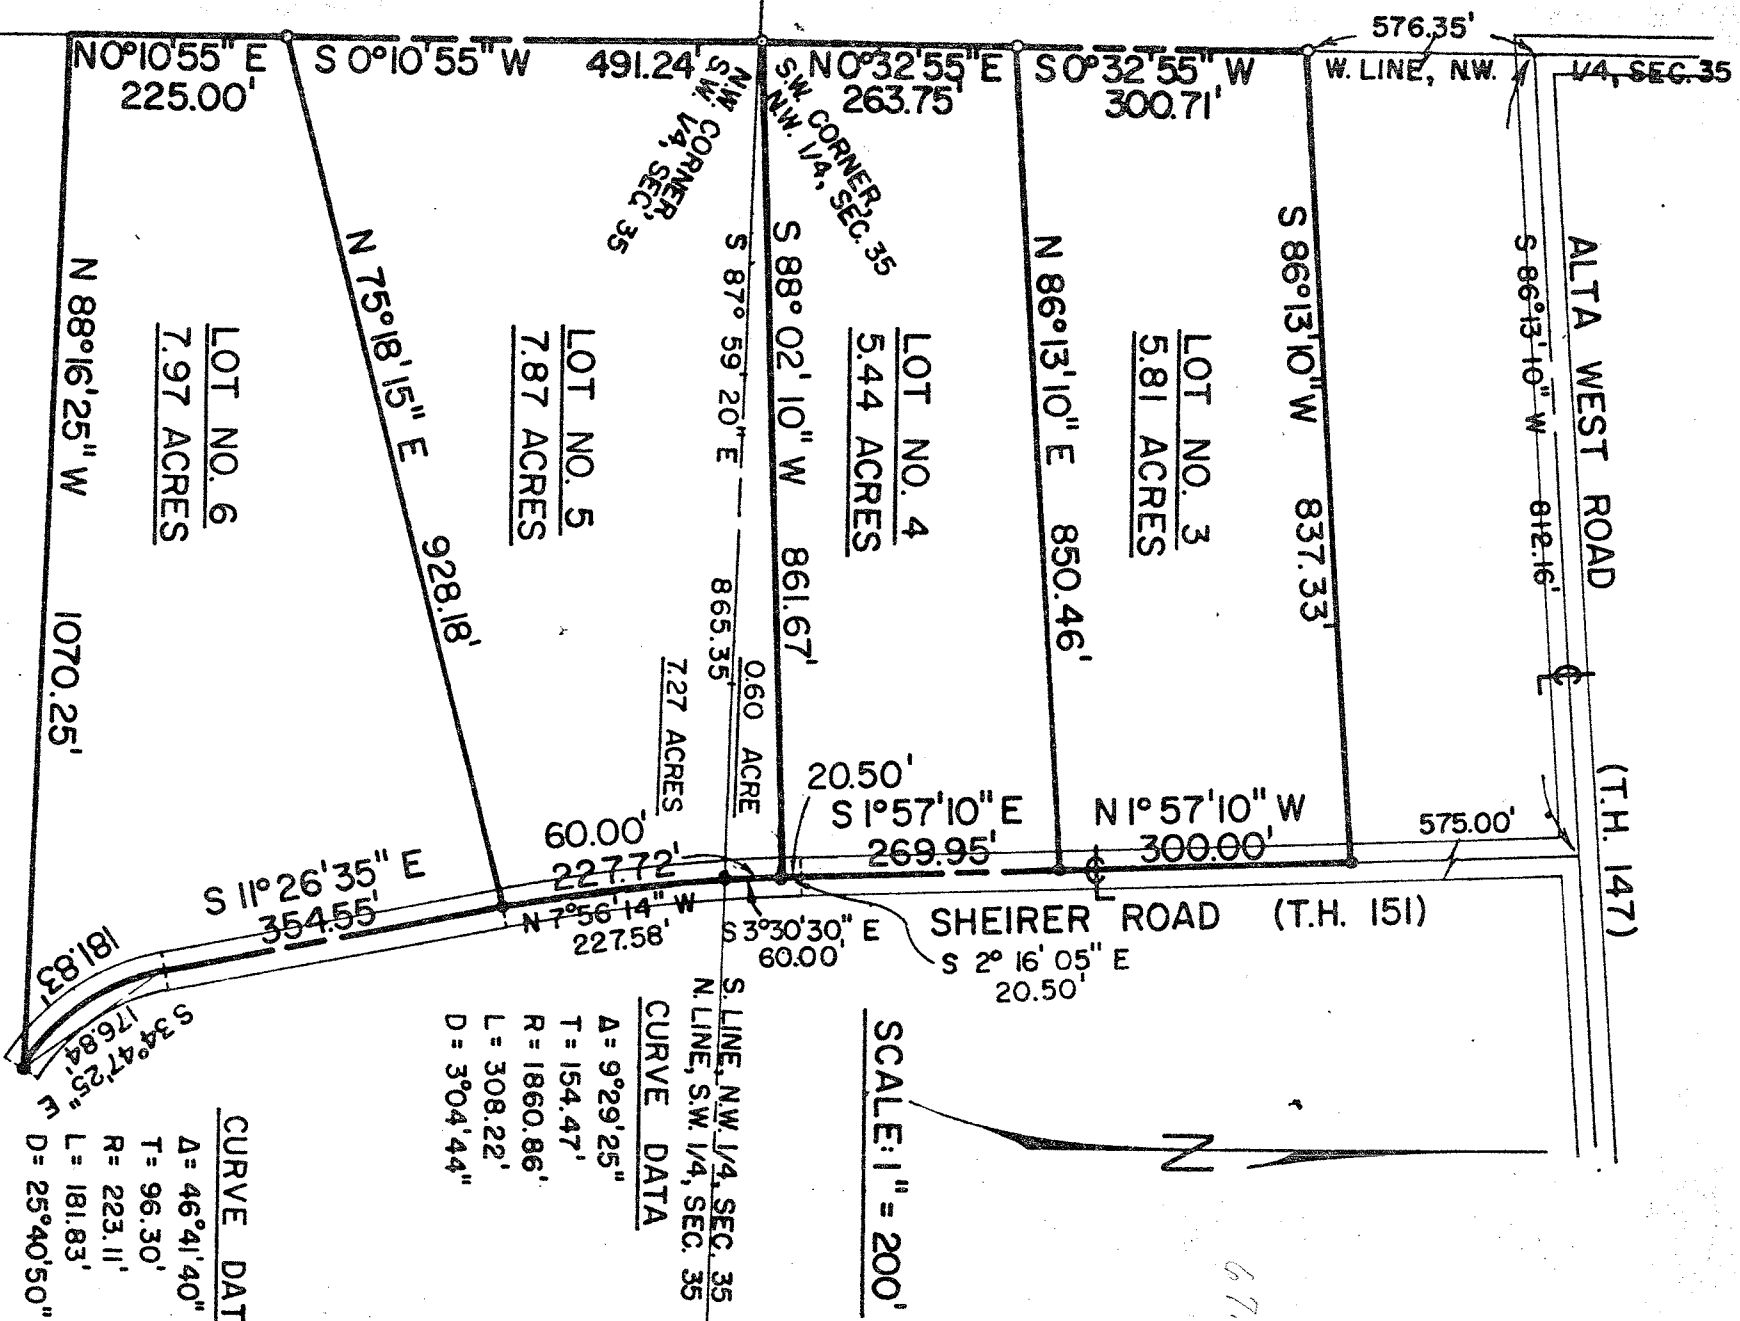 N 0°10'55" E
225.00'
S 0°10'55" W
491.24'
N 0°32'55" E
263.75'
S 0°32'55" W
300.71'
576.35'
W. LINE, N.W. 1/4, SEC. 35
N.W. CORNER,
S.W. 1/4, SEC. 35
S.W. CORNER,
N.W. 1/4, SEC. 35
N 88°16'25" W 1070.25'
LOT NO. 6
7.97 ACRES
N 75°18'15" E 928.18'
LOT NO. 5
7.87 ACRES
S 87° 59' 20" E 865.35'
S 88° 02' 10" W 861.67'
LOT NO. 4
5.44 ACRES
N 86°13'10" E 850.46'
LOT NO. 3
5.81 ACRES
S 86°13'10" W 837.33'
S 86°13'10" W 812.16'
ALTA WEST ROAD (T.H. 147)
0.60 ACRE
7.27 ACRES
20.50'
S 1°57'10" E
269.95'
N 1°57'10" W
300.00'
575.00'
60.00'
227.72'
N 7°56'14" W
227.58'
S 11°26'35" E
354.55'
181.83'
S 34°47'25" E
176.84'
S 3°30'30" E
60.00'
S 2° 16' 05" E
20.50'
SHEIRER ROAD (T.H. 151)
S. LINE, N.W. 1/4, SEC. 35
N. LINE, S.W. 1/4, SEC. 35
CURVE DATA
Δ= 9°29'25"
T= 154.47'
R= 1860.86'
L= 308.22'
D= 3°04'44"
CURVE DAT
Δ= 46°41'40"
T= 96.30'
R= 223.11'
L= 181.83'
D= 25°40'50"
SCALE: 1" = 200'
N
67